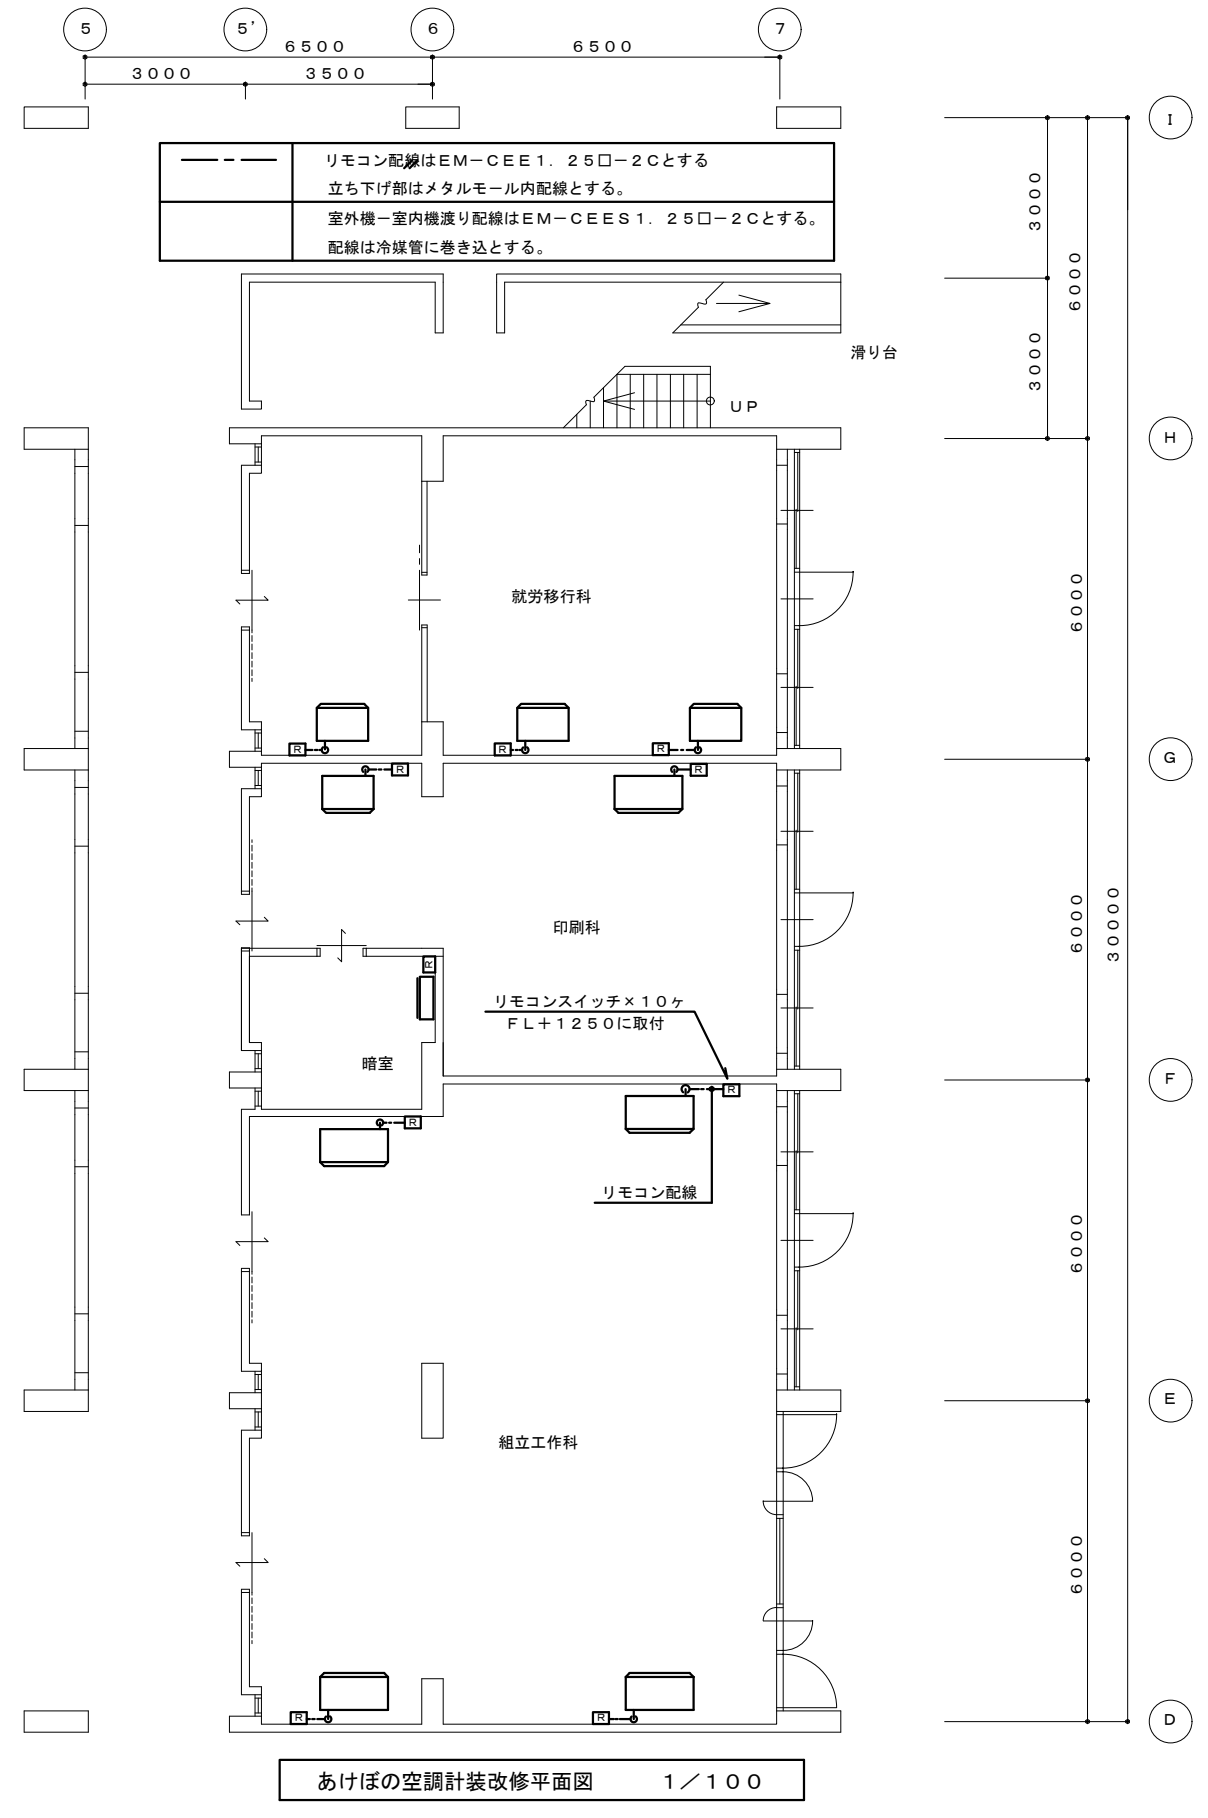 5
5’
6
7
6500
6500
3000
3500
I
リモコン配線はEM−CEE1．25□−2Cとする
立ち下げ部はメタルモール内配線とする。
室外機−室内機渡り配線はEM−CEES1．25□−2Cとする。
配線は冷媒管に巻き込とする。
3000
6000
3000
滑り台
UP
H
就労移行科
6000
R
R
R
G
R
R
印刷科
6000
30000
R
リモコンスイッチ×10ヶ
FL＋1250に取付
暗室
F
R
R
リモコン配線
6000
E
組立工作科
6000
R
R
D
あけぼの空調計装改修平面図　　1／100